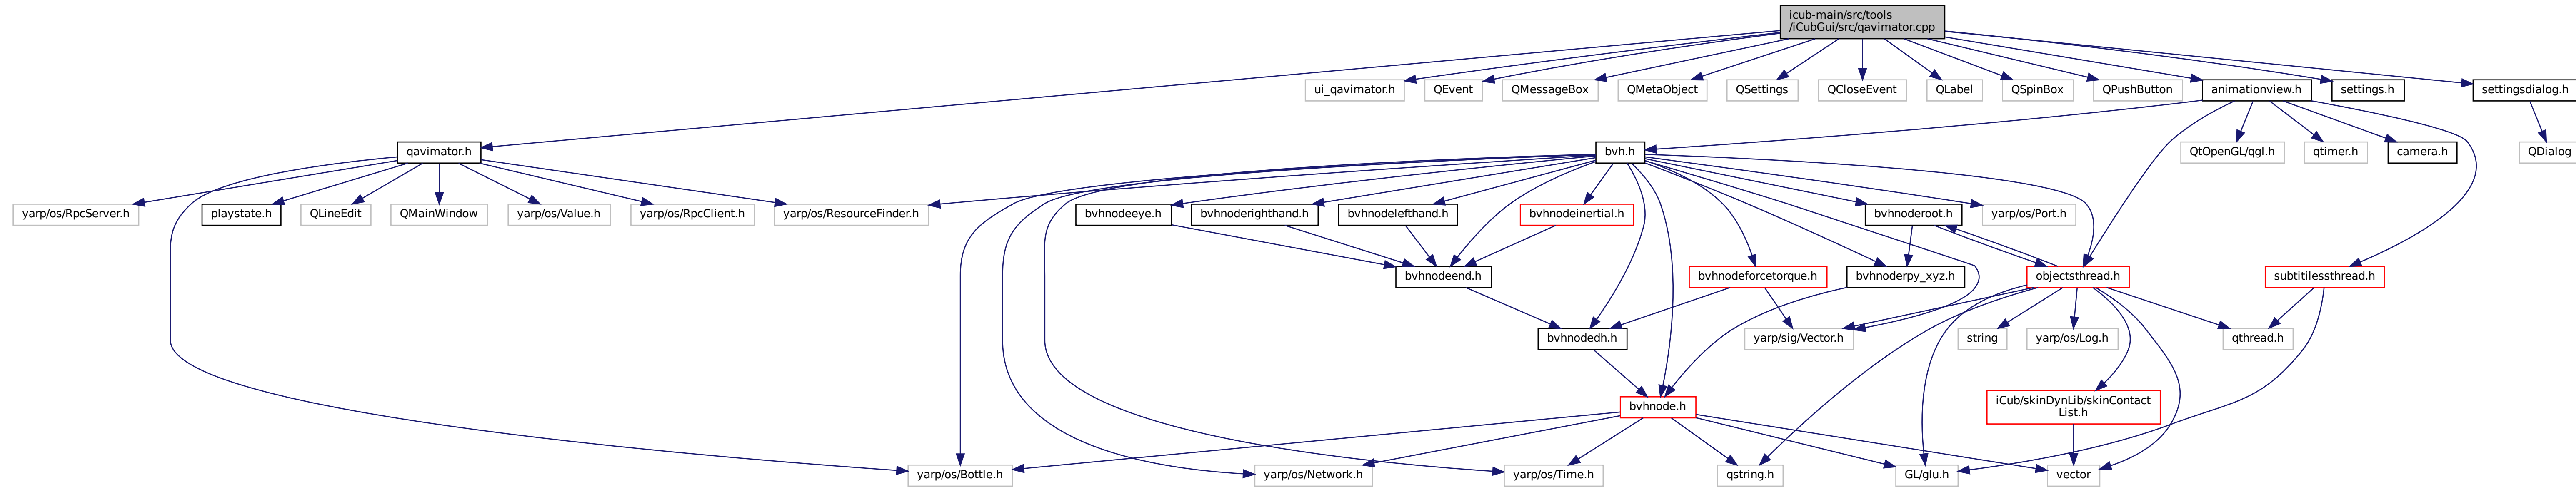 icub-main/src/tools
/iCubGui/src/qavimator.cpp
ui_qavimator.h
QEvent
QMessageBox
QMetaObject
QSettings
QCloseEvent
QLabel
QSpinBox
QPushButton
animationview.h
settings.h
settingsdialog.h
qavimator.h
bvh.h
QtOpenGL/qgl.h
qtimer.h
camera.h
QDialog
yarp/os/RpcServer.h
playstate.h
QLineEdit
QMainWindow
yarp/os/Value.h
yarp/os/RpcClient.h
yarp/os/ResourceFinder.h
bvhnodeeye.h
bvhnoderighthand.h
bvhnodelefthand.h
bvhnodeinertial.h
bvhnoderoot.h
yarp/os/Port.h
bvhnodeend.h
bvhnodeforcetorque.h
bvhnoderpy_xyz.h
objectsthread.h
subtitilessthread.h
bvhnodedh.h
yarp/sig/Vector.h
string
yarp/os/Log.h
qthread.h
bvhnode.h
iCub/skinDynLib/skinContact
List.h
yarp/os/Bottle.h
yarp/os/Network.h
yarp/os/Time.h
qstring.h
GL/glu.h
vector